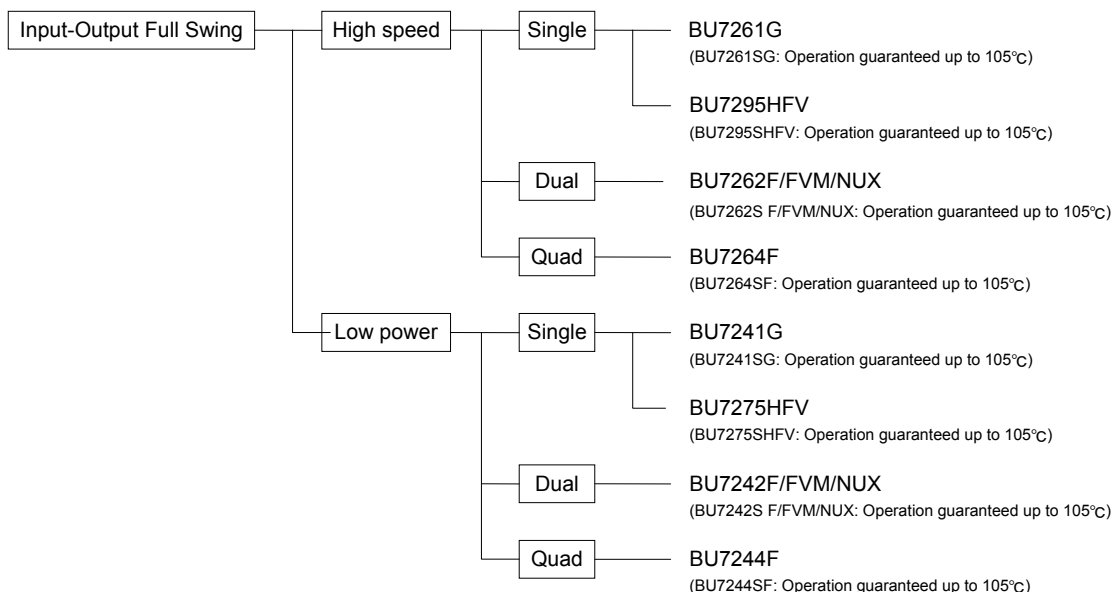 Input-Output Full Swing
High speed
Single
BU7261G
(BU7261SG: Operation guaranteed up to 105℃)
BU7295HFV
(BU7295SHFV: Operation guaranteed up to 105℃)
Dual
BU7262F/FVM/NUX
(BU7262S F/FVM/NUX: Operation guaranteed up to 105℃)
Quad
BU7264F
(BU7264SF: Operation guaranteed up to 105℃)
Low power
Single
BU7241G
(BU7241SG: Operation guaranteed up to 105℃)
BU7275HFV
(BU7275SHFV: Operation guaranteed up to 105℃)
Dual
BU7242F/FVM/NUX
(BU7242S F/FVM/NUX: Operation guaranteed up to 105℃)
Quad
BU7244F
(BU7244SF: Operation guaranteed up to 105℃)